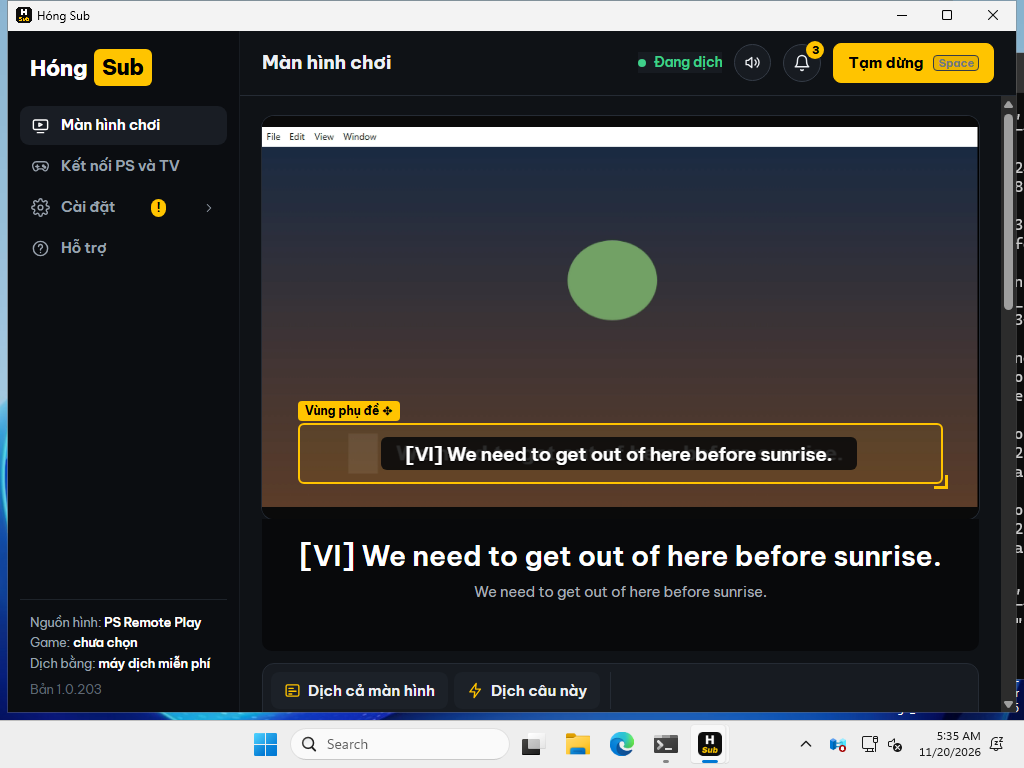 Hóng Sub
Hóng Sub
Màn hình chơi
Kết nối PS và TV
Cài đặt !
Hỗ trợ
Nguồn hình: PS Remote Play
Game: chưa chọn
Dịch bằng: máy dịch miễn phí
Bản 1.0.203
Màn hình chơi
Đang dịch
3
Tạm dừng Space
File Edit View Window
Vùng phụ đề
[VI] We need to get out of here before sunrise.
[VI] We need to get out of here before sunrise.
We need to get out of here before sunrise.
Dịch cả màn hình
Dịch câu này
Search
5:35 AM
11/20/2026